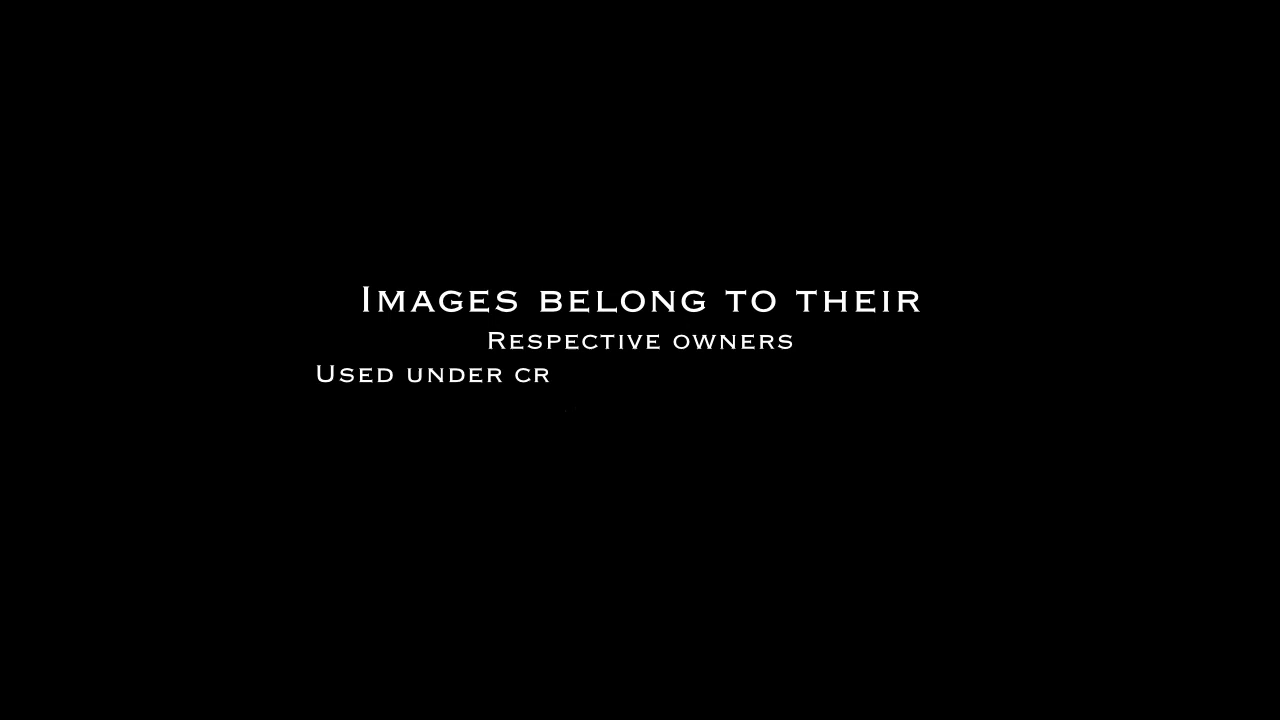 Images belong to their
Respective owners
Used under cr